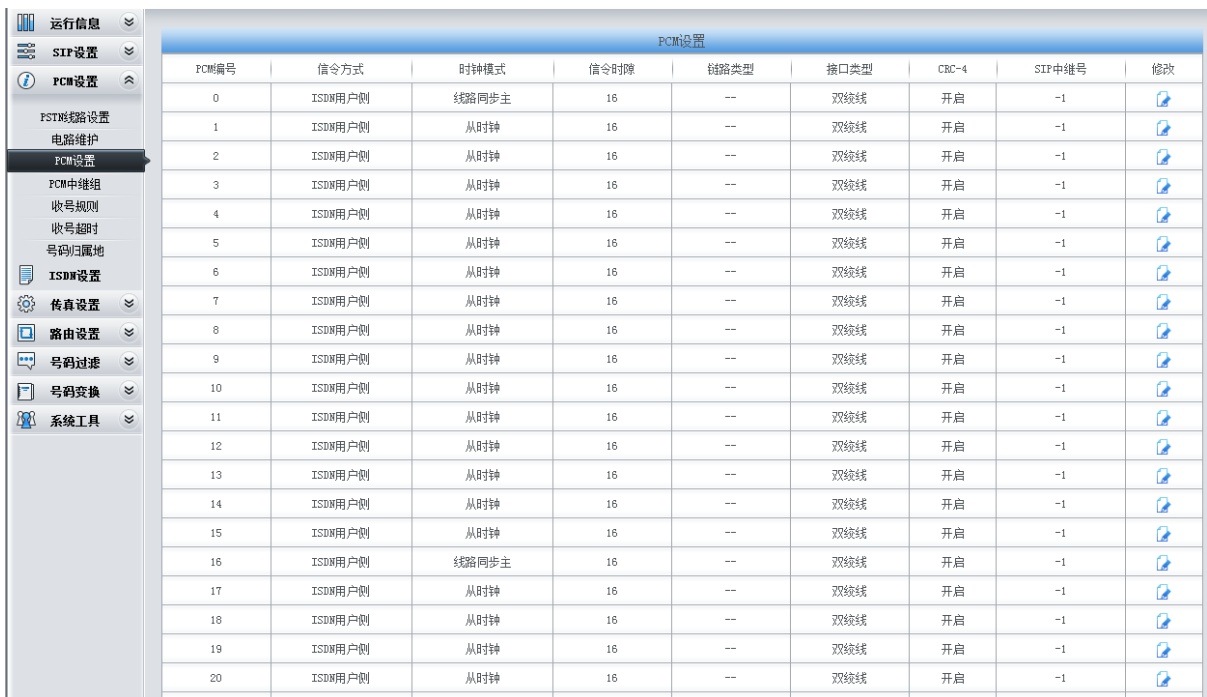 运行信息
SIP设置
PCM设置
PSTN线路设置
电路维护
PCM设置
PCM中继组
收号规则
收号超时
号码归属地
ISDN设置
传真设置
路由设置
号码过滤
号码变换
系统工具
PCM设置
PCM编号 信令方式 时钟模式 信令时隙 链路类型 接口类型 CRC-4 SIP中继号 修改
0 ISDN用户侧 线路同步主 16 -- 双绞线 开启 -1
1 ISDN用户侧 从时钟 16 -- 双绞线 开启 -1
2 ISDN用户侧 从时钟 16 -- 双绞线 开启 -1
3 ISDN用户侧 从时钟 16 -- 双绞线 开启 -1
4 ISDN用户侧 从时钟 16 -- 双绞线 开启 -1
5 ISDN用户侧 从时钟 16 -- 双绞线 开启 -1
6 ISDN用户侧 从时钟 16 -- 双绞线 开启 -1
7 ISDN用户侧 从时钟 16 -- 双绞线 开启 -1
8 ISDN用户侧 从时钟 16 -- 双绞线 开启 -1
9 ISDN用户侧 从时钟 16 -- 双绞线 开启 -1
10 ISDN用户侧 从时钟 16 -- 双绞线 开启 -1
11 ISDN用户侧 从时钟 16 -- 双绞线 开启 -1
12 ISDN用户侧 从时钟 16 -- 双绞线 开启 -1
13 ISDN用户侧 从时钟 16 -- 双绞线 开启 -1
14 ISDN用户侧 从时钟 16 -- 双绞线 开启 -1
15 ISDN用户侧 从时钟 16 -- 双绞线 开启 -1
16 ISDN用户侧 线路同步主 16 -- 双绞线 开启 -1
17 ISDN用户侧 从时钟 16 -- 双绞线 开启 -1
18 ISDN用户侧 从时钟 16 -- 双绞线 开启 -1
19 ISDN用户侧 从时钟 16 -- 双绞线 开启 -1
20 ISDN用户侧 从时钟 16 -- 双绞线 开启 -1